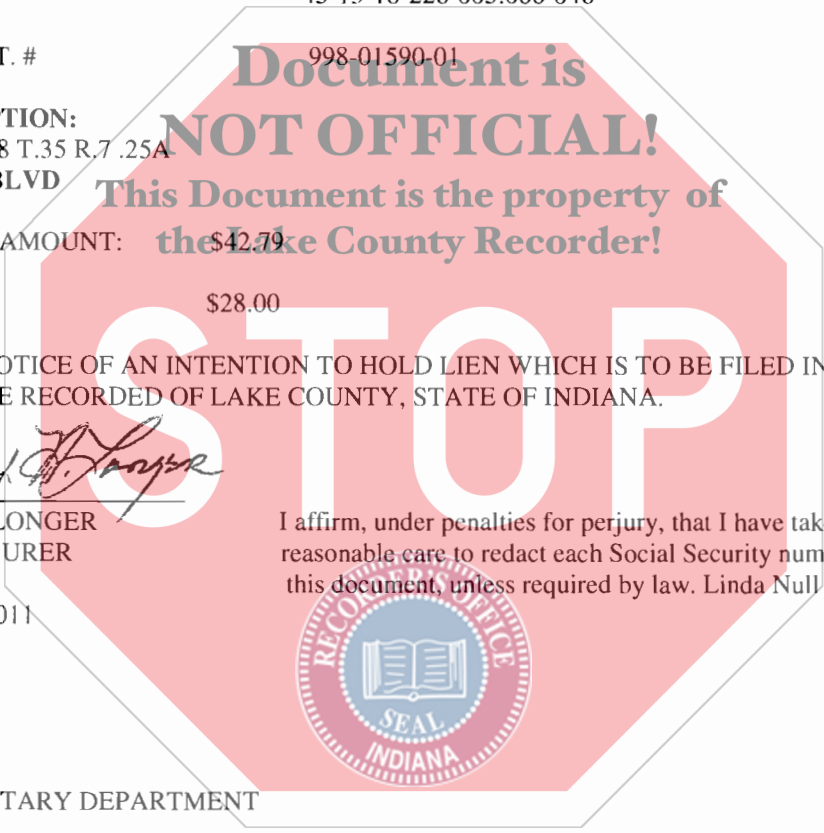 T. # 998-01590-01
Document is
PTION:
8 T.35 R.7 .25A
NOT OFFICIAL!
BLVD
This Document is the property of
AMOUNT: $42.79
the Lake County Recorder!
$28.00
STOP
OTICE OF AN INTENTION TO HOLD LIEN WHICH IS TO BE FILED IN
E RECORDED OF LAKE COUNTY, STATE OF INDIANA.
LONGER
URER
I affirm, under penalties for perjury, that I have tak
reasonable care to redact each Social Security num
this document, unless required by law. Linda Null
011
RECORDER'S OFFICE
SEAL
INDIANA
TARY DEPARTMENT